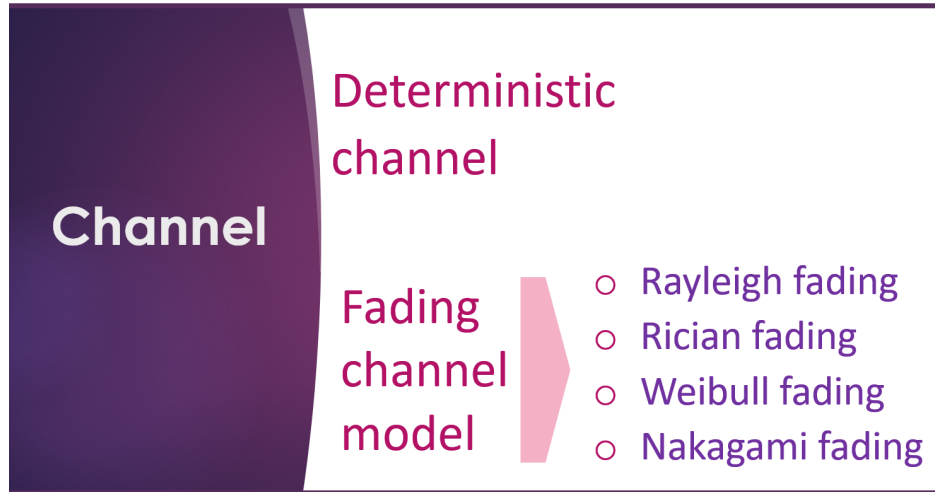 Channel
Deterministic
channel
Fading
channel
model
○ Rayleigh fading
○ Rician fading
○ Weibull fading
○ Nakagami fading